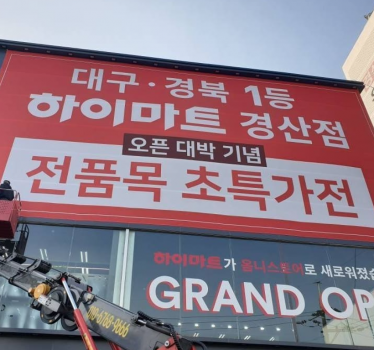 대구·경북 1등
하이마트 경산점
오픈 대박 기념
전품목 초특가전
하이마트가 옴니스토어로 새로워졌
GRAND OP